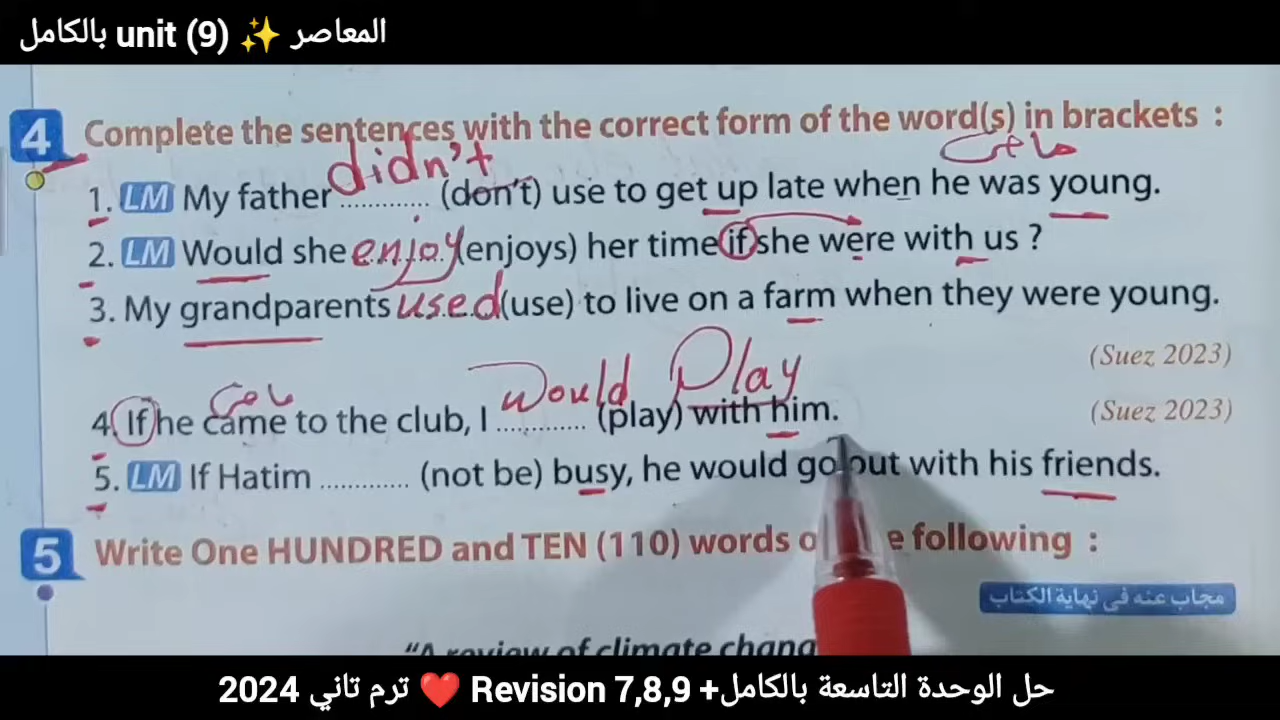 المعاصر ✨ unit (9) بالكامل
4 Complete the sentences with the correct form of the word(s) in brackets :
ماضي
didn't
1. LM My father ............ (don't) use to get up late when he was young.
2. LM Would she enjoy (enjoys) her time if she were with us ?
3. My grandparents used (use) to live on a farm when they were young.
(Suez 2023)
ماضي would Play
4. If he came to the club, I ............ (play) with him. (Suez 2023)
5. LM If Hatim ............ (not be) busy, he would go out with his friends.
5 Write One HUNDRED and TEN (110) words o e following :
مجاب عنه فى نهاية الكتاب
"A review of climate chang
حل الوحدة التاسعة بالكامل+ Revision 7,8,9 ❤️ ترم تاني 2024